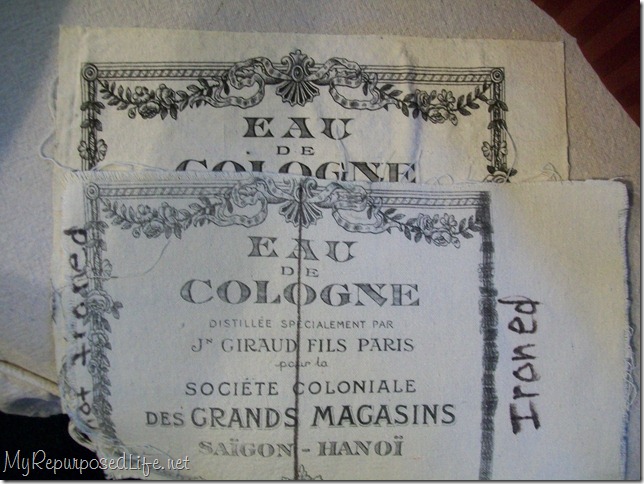 EAU
DE
COLOGNE
EAU
DE
COLOGNE
DISTILLÉE SPÉCIALEMENT PAR
JN GIRAUD FILS PARIS
pour la
SOCIÉTE COLONIALE
DES GRANDS MAGASINS
SAÏGON - HANOÏ
not Ironed
Ironed
MyRepurposedLife.net